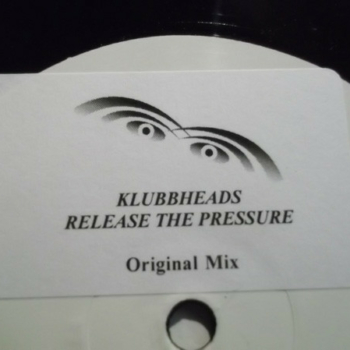 KLUBBHEADS
RELEASE THE PRESSURE
Original Mix